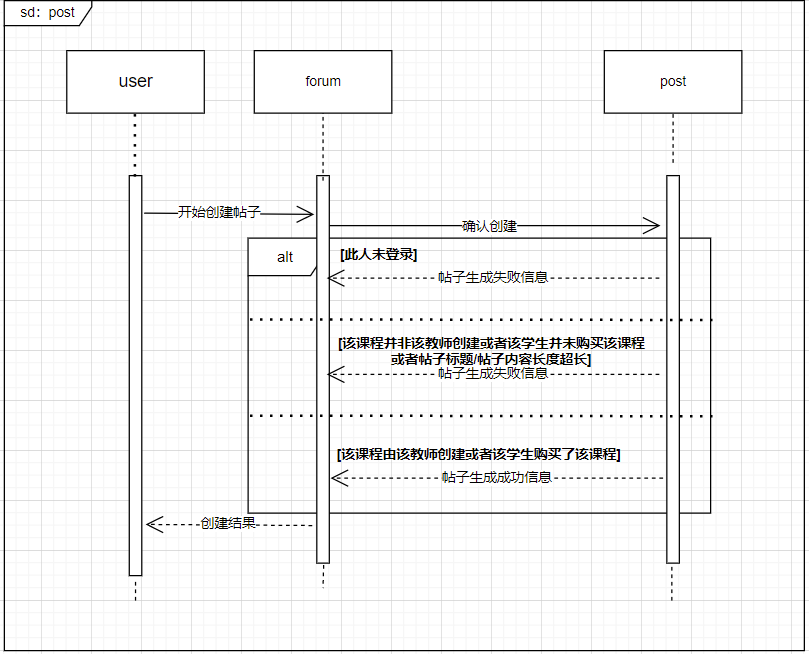 sd: post
user
forum
post
开始创建帖子
确认创建
alt
[此人未登录]
帖子生成失败信息
[该课程并非该教师创建或者该学生并未购买该课程
或者帖子标题/帖子内容长度超长]
帖子生成失败信息
[该课程由该教师创建或者该学生购买了该课程]
帖子生成成功信息
创建结果